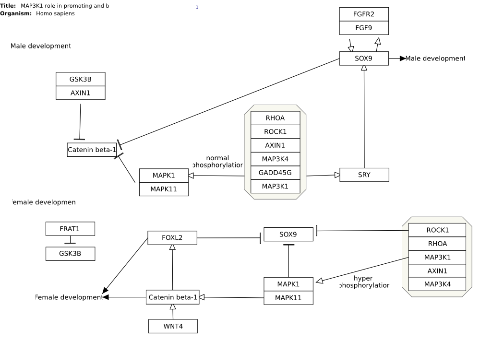 Title: MAP3K1 role in promoting and b
Organism: Homo sapiens
FGFR2
FGF9
Male development
SOX9
Male development
GSK3B
AXIN1
RHOA
ROCK1
AXIN1
MAP3K4
GADD45G
MAP3K1
Catenin beta-1
normal
phosphorylation
MAPK1
MAPK11
SRY
Female developmen
FRAT1
GSK3B
FOXL2
SOX9
ROCK1
RHOA
MAP3K1
AXIN1
MAP3K4
MAPK1
MAPK11
hyper
phosphorylation
Female development
Catenin beta-1
WNT4